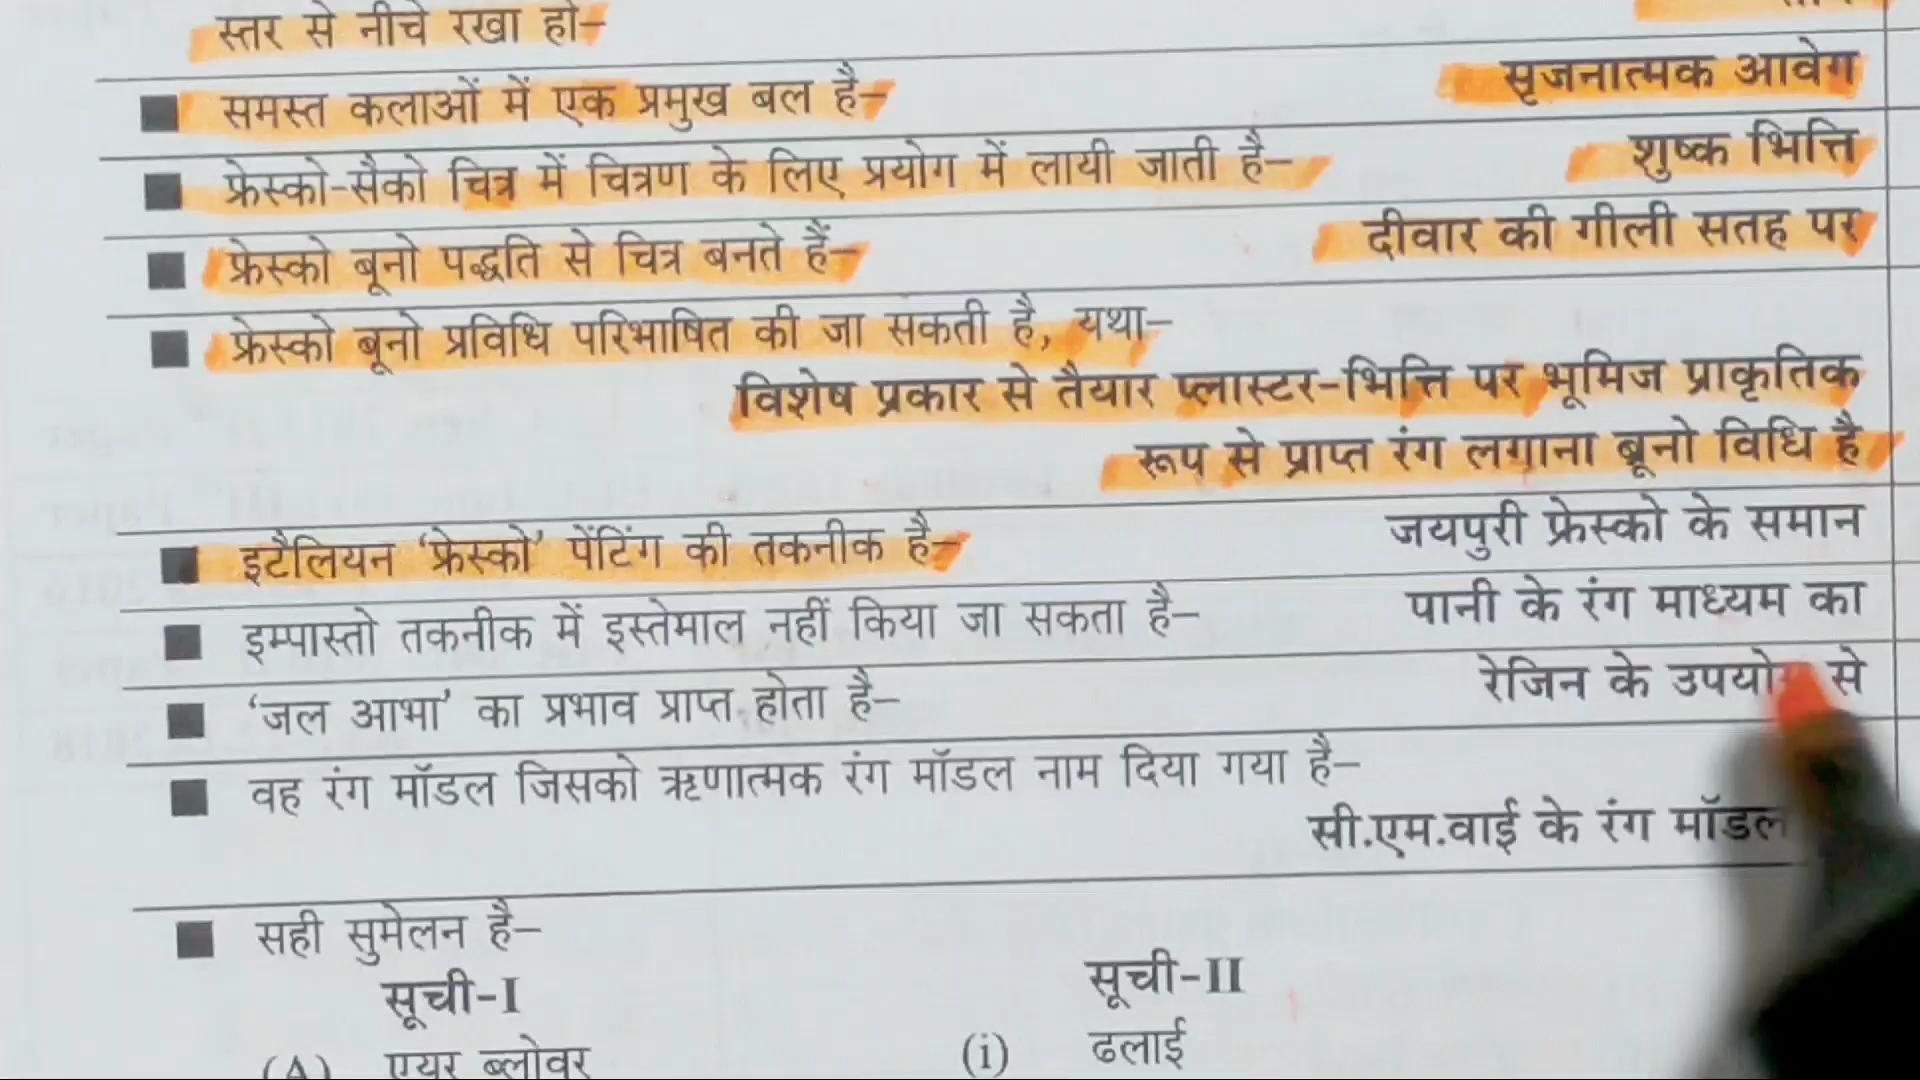 स्तर से नीचे रखा हो–
समस्त कलाओं में एक प्रमुख बल है– सृजनात्मक आवेग
फ्रेस्को-सैको चित्र में चित्रण के लिए प्रयोग में लायी जाती है– शुष्क भित्ति
फ्रेस्को बूनो पद्धति से चित्र बनते हैं– दीवार की गीली सतह पर
फ्रेस्को बूनो प्रविधि परिभाषित की जा सकती है, यथा–
विशेष प्रकार से तैयार प्लास्टर-भित्ति पर भूमिज प्राकृतिक
रूप से प्राप्त रंग लगाना बूनो विधि है
इटैलियन ‘फ्रेस्को’ पेंटिंग की तकनीक है– जयपुरी फ्रेस्को के समान
इम्पास्तो तकनीक में इस्तेमाल नहीं किया जा सकता है– पानी के रंग माध्यम का
‘जल आभा’ का प्रभाव प्राप्त होता है– रेजिन के से
वह रंग मॉडल जिसको ऋणात्मक रंग मॉडल नाम दिया गया है–
सी.एम.वाई के रंग मॉडल
सही सुमेलन है–
सूची-I सूची-II
(A) एयर ब्लोवर (i) ढलाई